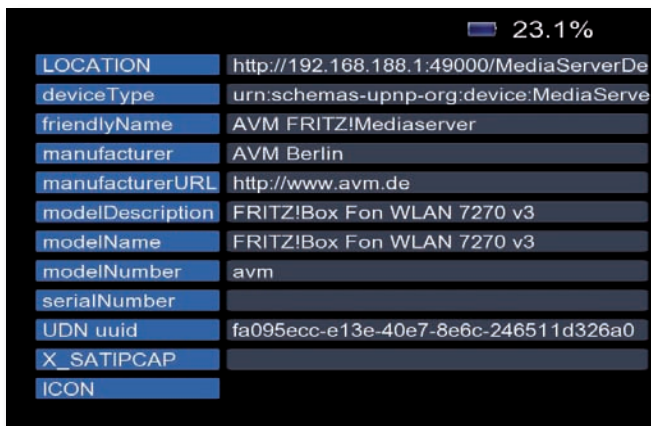 23.1%
LOCATION http://192.168.188.1:49000/MediaServerDe
deviceType urn:schemas-upnp-org:device:MediaServe
friendlyName AVM FRITZ!Mediaserver
manufacturer AVM Berlin
manufacturerURL http://www.avm.de
modelDescription FRITZ!Box Fon WLAN 7270 v3
modelName FRITZ!Box Fon WLAN 7270 v3
modelNumber avm
serialNumber
UDN uuid fa095ecc-e13e-40e7-8e6c-246511d326a0
X_SATIPCAP
ICON